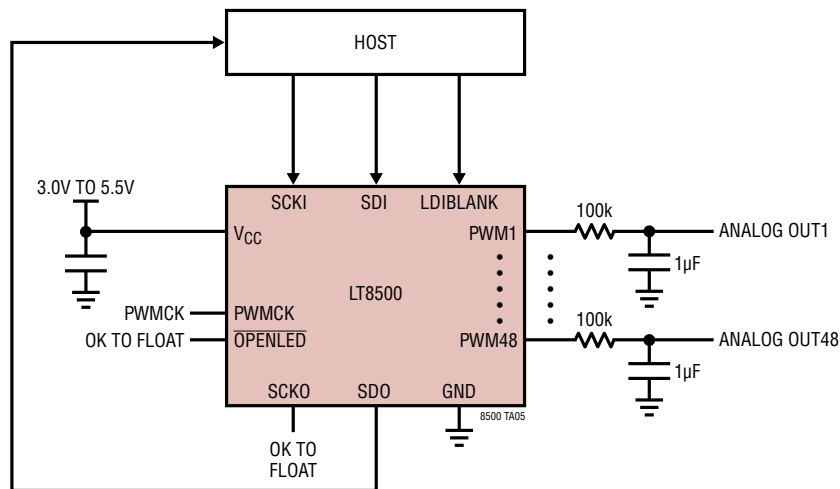 HOST
3.0V TO 5.5V
SCKI
SDI
LDIBLANK
100k
VCC
PWM1
ANALOG OUT1
1µF
LT8500
PWMCK
PWMCK
100k
OK TO FLOAT
OPENLED
PWM48
ANALOG OUT48
1µF
SCKO
SDO
GND
8500 TA05
OK TO
FLOAT